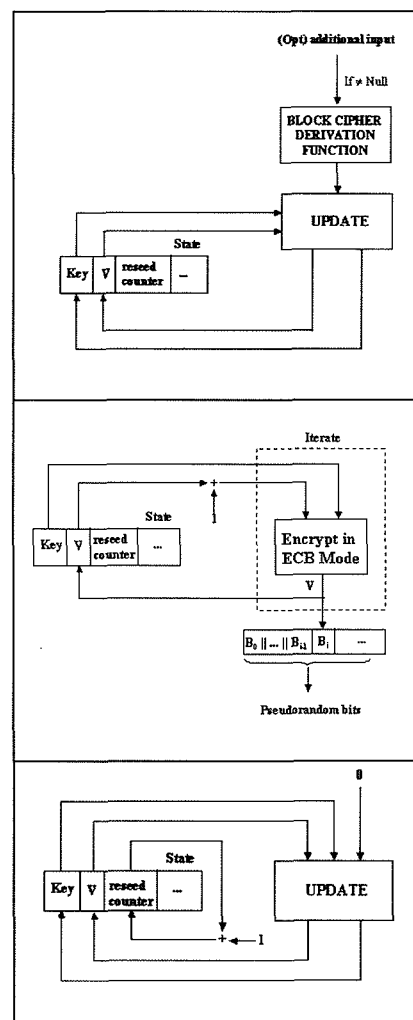 (Opt) additional input
If ≠ Null
BLOCK CIPHER
DERIVATION
FUNCTION
UPDATE
State
Key V reseed counter ...
Iterate
+
1
State
Key V reseed counter ...
Encrypt in
ECB Mode
V
B0 || ... || Bi-1 Bi ...
Pseudorandom bits
0
State
Key V reseed counter ...
UPDATE
+ 1